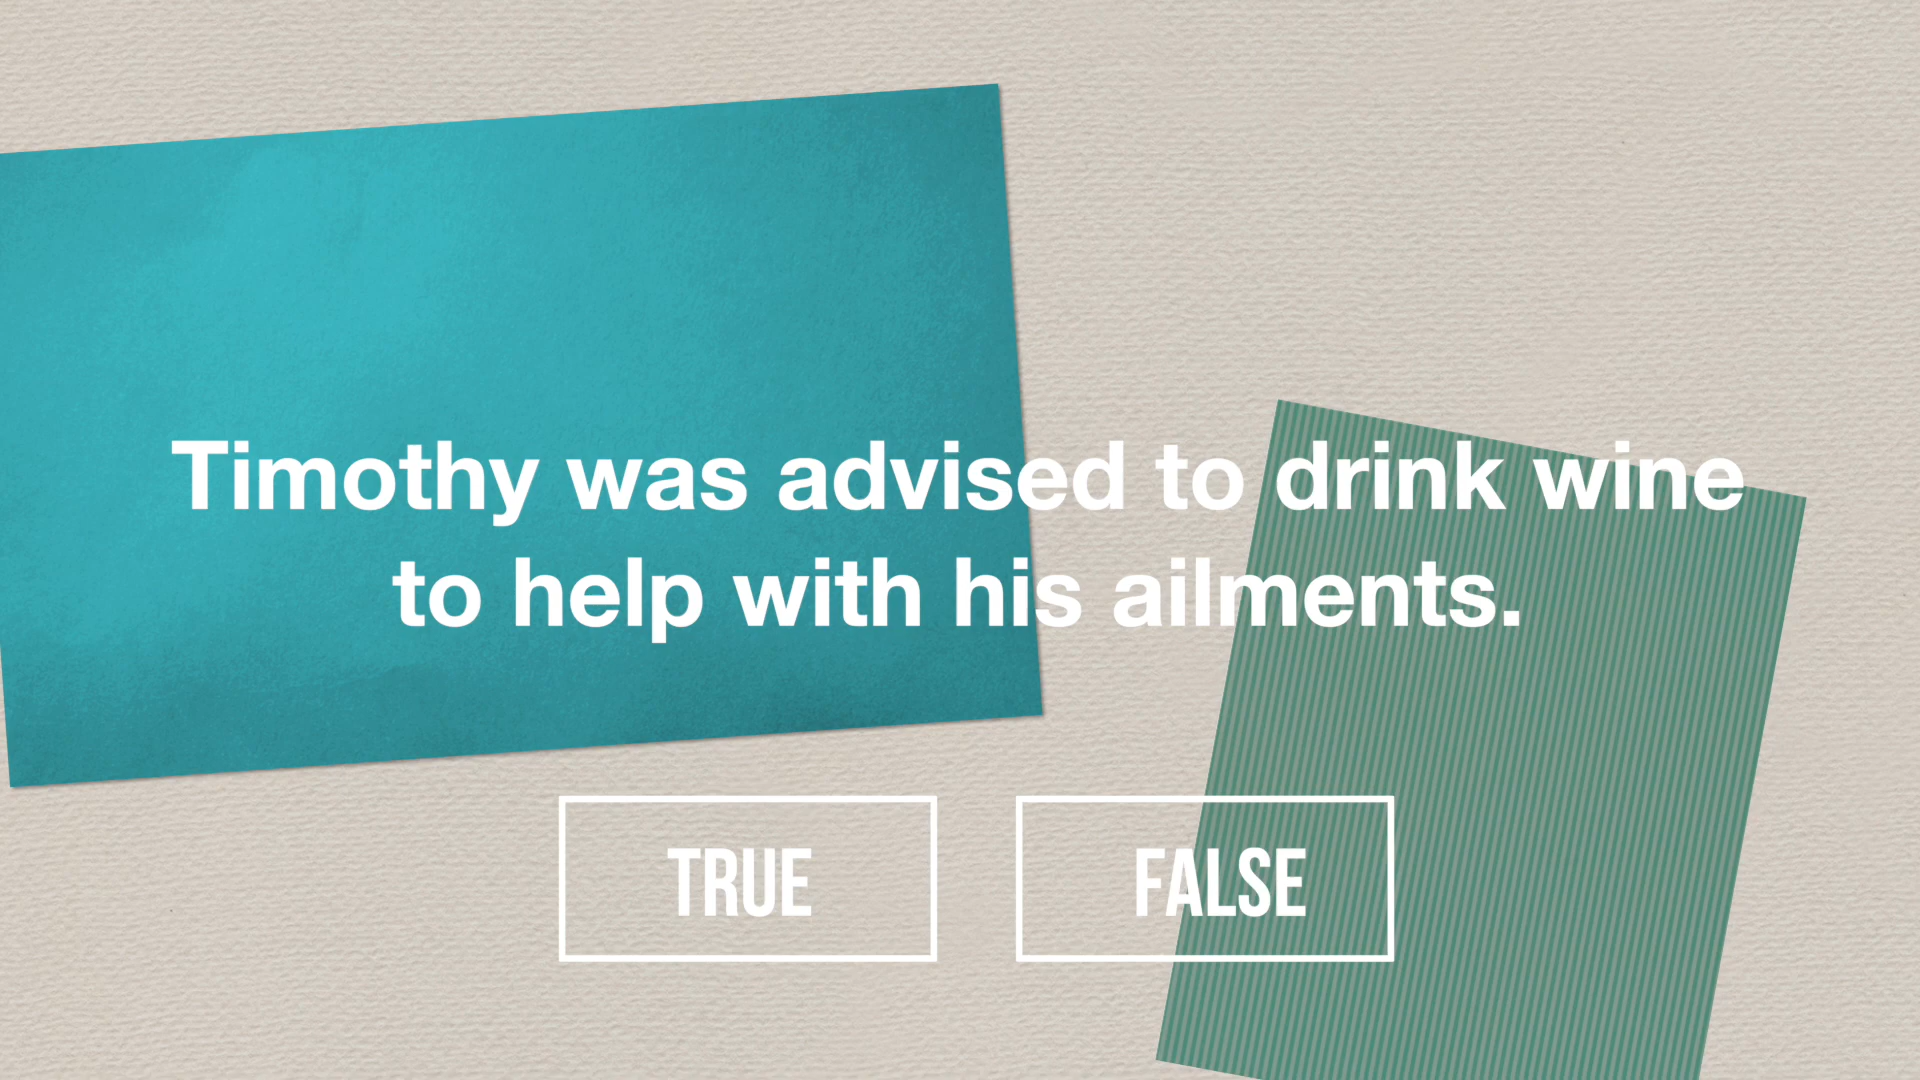 Timothy was advised to drink wine
to help with his ailments.
TRUE
FALSE